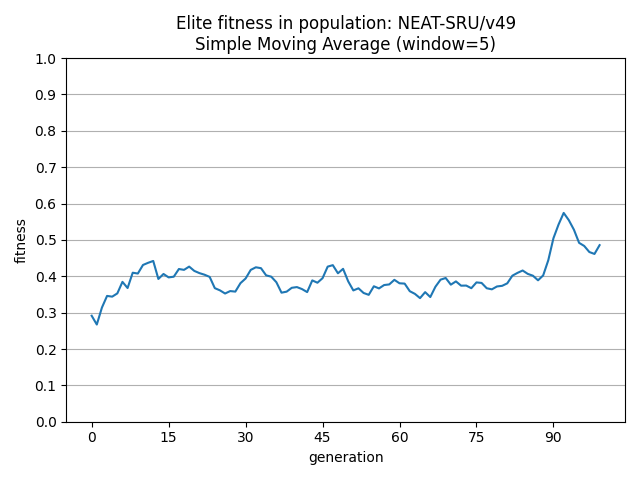 Elite fitness in population: NEAT-SRU/v49
Simple Moving Average (window=5)
1.0
0.9
0.8
0.7
0.6
0.5
0.4
0.3
0.2
0.1
0.0
fitness
0 15 30 45 60 75 90
generation